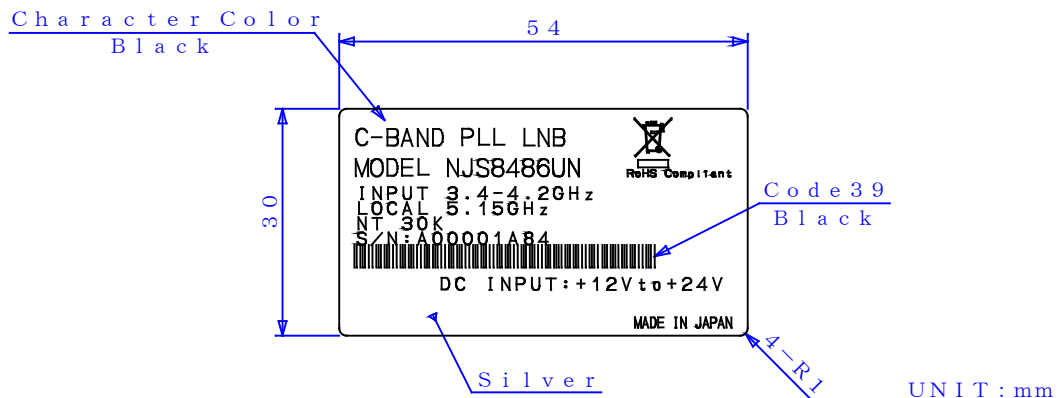 Character Color
Black
54
30
C-BAND PLL LNB
MODEL NJS8486UN
RoHS Compliant
INPUT 3.4-4.2GHz
LOCAL 5.15GHz
NT 30K
S/N:A00001A84
Code39
Black
DC INPUT:+12Vto+24V
MADE IN JAPAN
4-R1
Silver
UNIT:mm